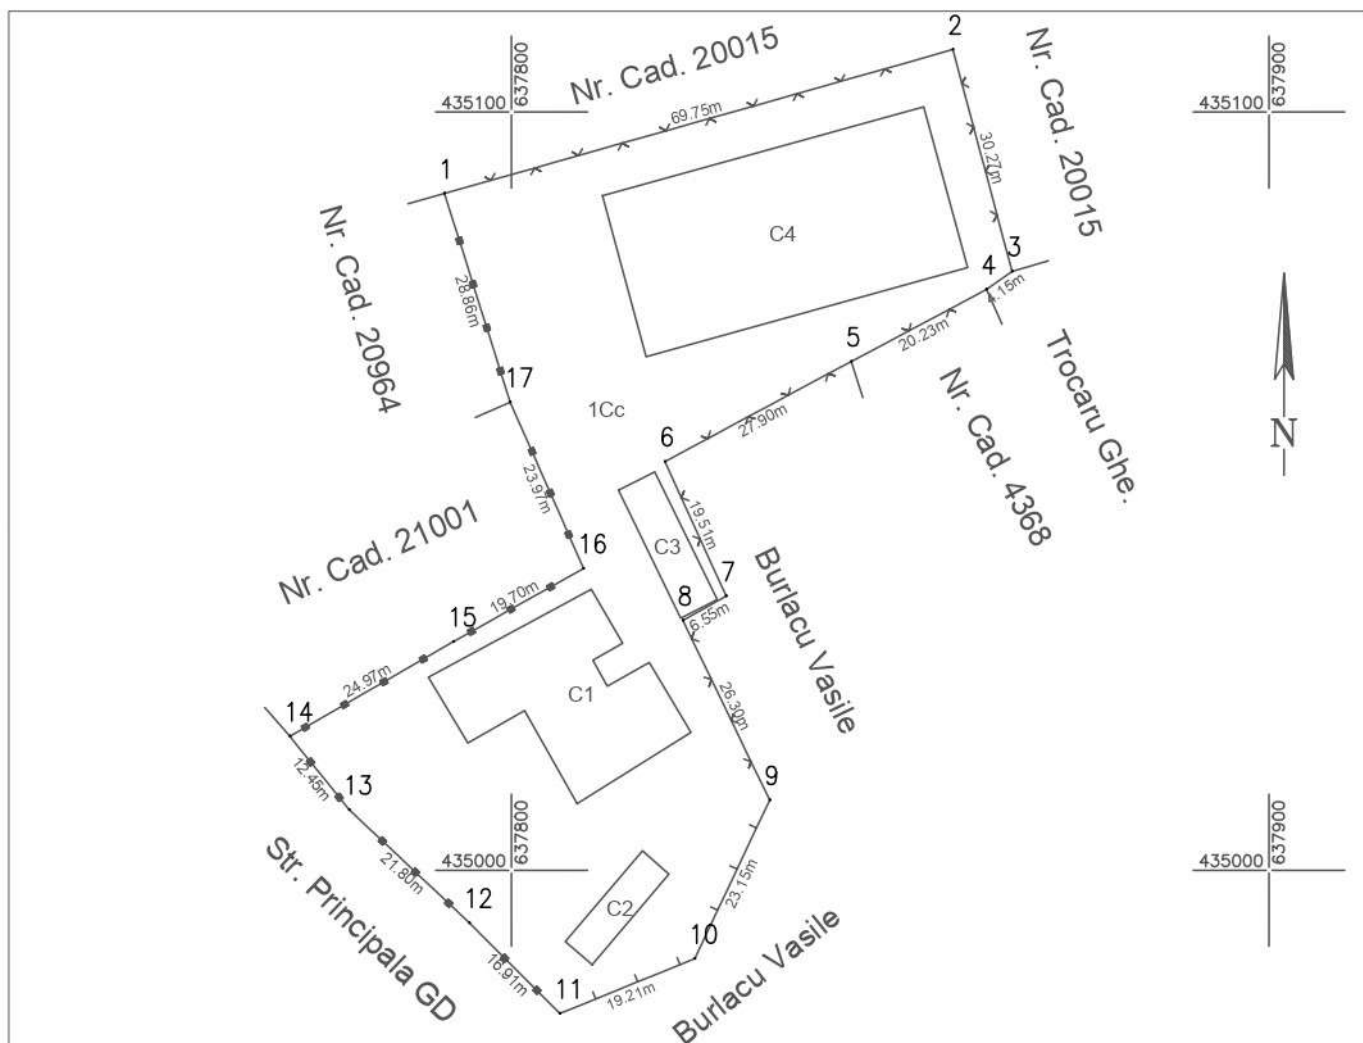 Nr. Cad. 20015
2
Nr. Cad. 20015
637800
435100
637900
435100
69.75m
30.27m
1
C4
3
4
4.15m
Nr. Cad. 20964
28.86m
17
5
20.23m
Trocaru Ghe.
Nr. Cad. 4368
1Cc
27.90m
6
N
23.97m
19.51m
Nr. Cad. 21001
16
C3
7
8
6.55m
Burlacu Vasile
19.70m
15
24.97m
C1
26.30m
14
12.45m
13
9
637800
435000
637900
435000
21.80m
23.15m
Str. Principala GD
12
C2
10
16.91m
11
19.21m
Burlacu Vasile